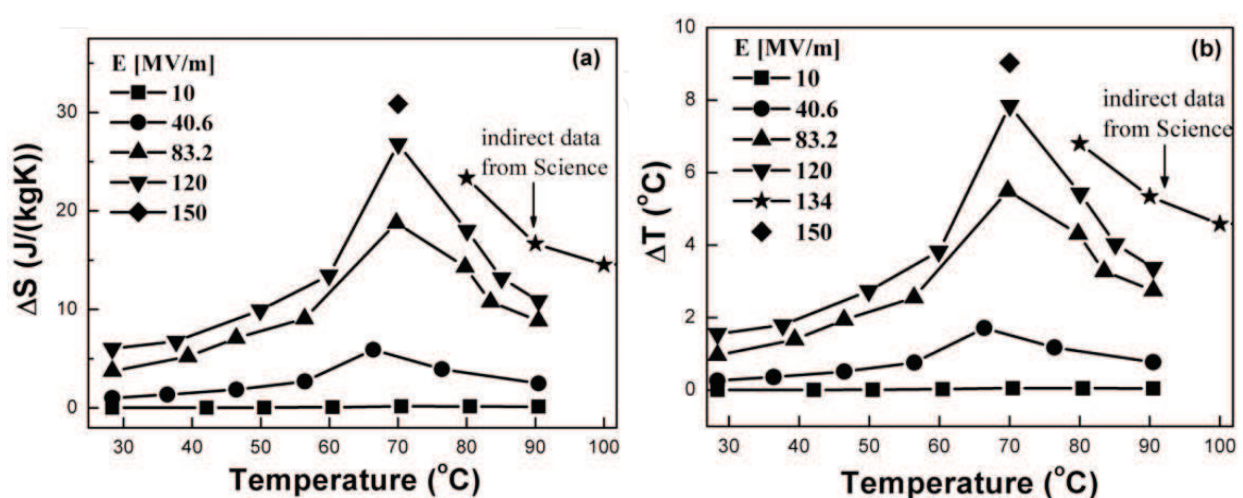 (a)
E [MV/m]
10
40.6
83.2
120
150
indirect data
from Science
ΔS (J/(kgK))
30
20
10
0
30 40 50 60 70 80 90 100
Temperature (°C)
(b)
E [MV/m]
10
40.6
83.2
120
134
150
indirect data
from Science
ΔT (°C)
10
8
6
4
2
0
30 40 50 60 70 80 90 100
Temperature (°C)